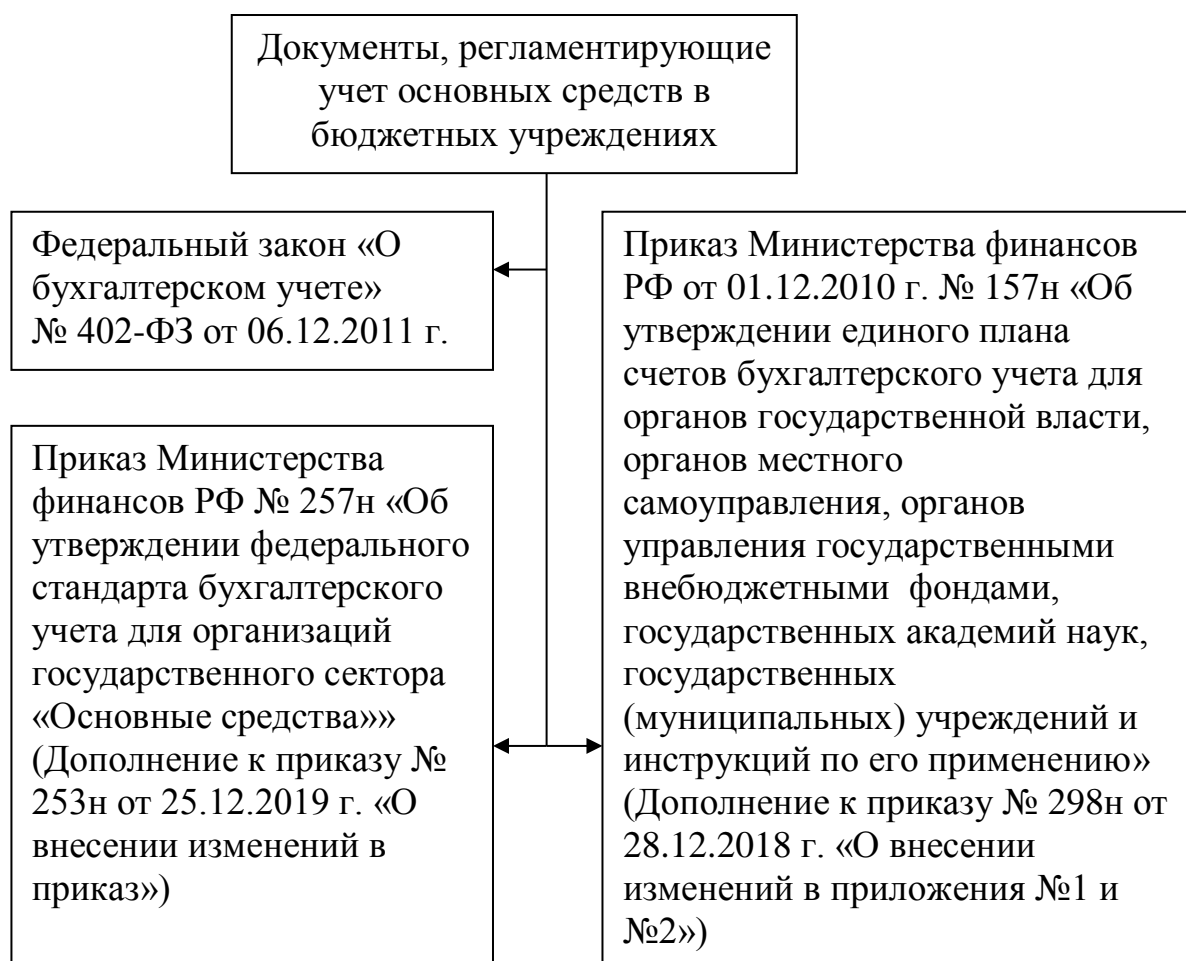 Документы, регламентирующие
учет основных средств в
бюджетных учреждениях
Федеральный закон «О
бухгалтерском учете»
№ 402-ФЗ от 06.12.2011 г.
Приказ Министерства
финансов РФ № 257н «Об
утверждении федерального
стандарта бухгалтерского
учета для организаций
государственного сектора
«Основные средства»»
(Дополнение к приказу №
253н от 25.12.2019 г. «О
внесении изменений в
приказ»)
Приказ Министерства финансов
РФ от 01.12.2010 г. № 157н «Об
утверждении единого плана
счетов бухгалтерского учета для
органов государственной власти,
органов местного
самоуправления, органов
управления государственными
внебюджетными фондами,
государственных академий наук,
государственных
(муниципальных) учреждений и
инструкций по его применению»
(Дополнение к приказу № 298н от
28.12.2018 г. «О внесении
изменений в приложения №1 и
№2»)